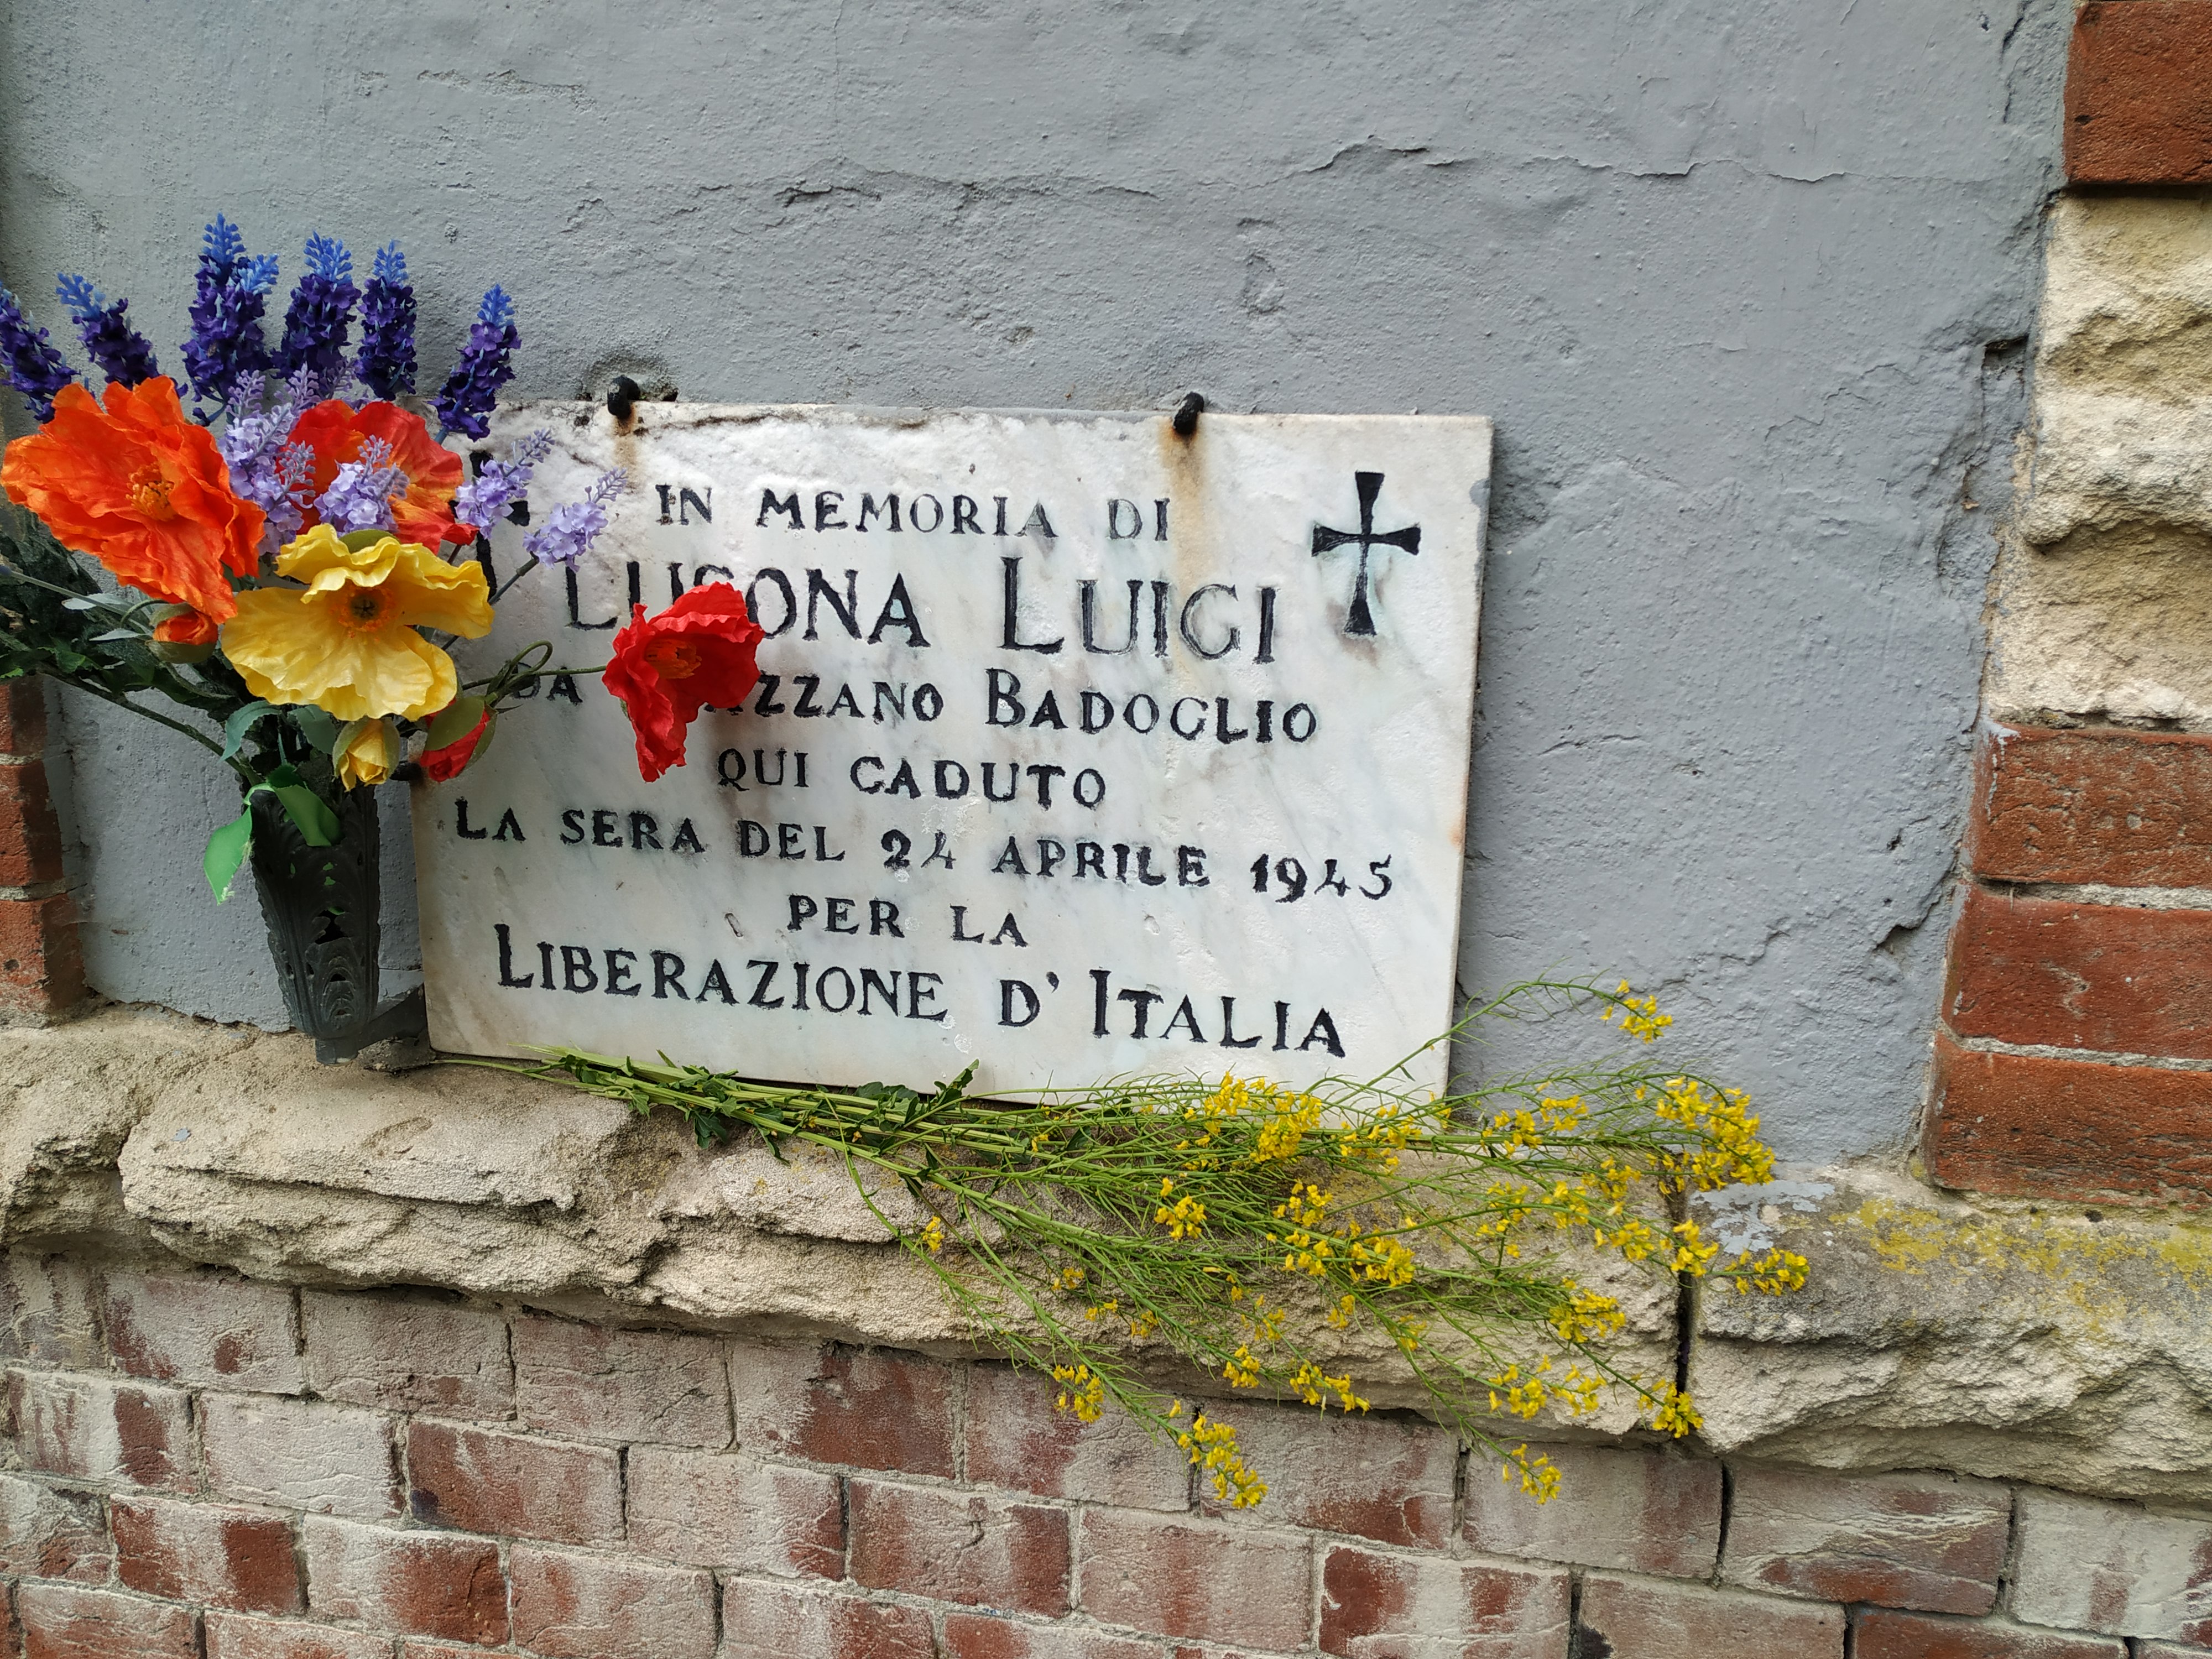 IN MEMORIA DI
LUIGI
BADOGLIO
QUI CADUTO
LA SERA DEL 24 APRILE 1945
PER LA
LIBERAZIONE D' ITALIA